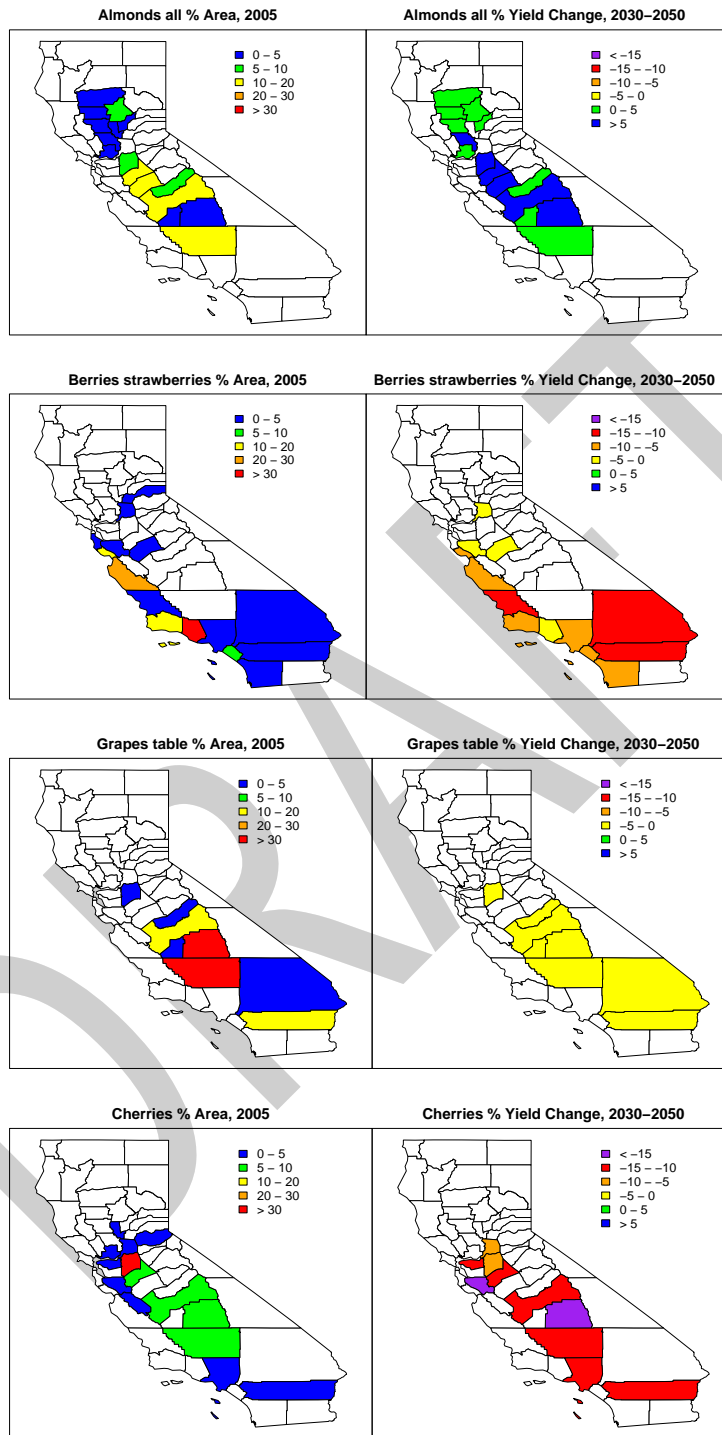 Almonds all % Area, 2005
0 – 5
5 – 10
10 – 20
20 – 30
> 30
Almonds all % Yield Change, 2030–2050
< –15
–15 – –10
–10 – –5
–5 – 0
0 – 5
> 5
Berries strawberries % Area, 2005
0 – 5
5 – 10
10 – 20
20 – 30
> 30
Berries strawberries % Yield Change, 2030–2050
< –15
–15 – –10
–10 – –5
–5 – 0
0 – 5
> 5
Grapes table % Area, 2005
0 – 5
5 – 10
10 – 20
20 – 30
> 30
Grapes table % Yield Change, 2030–2050
< –15
–15 – –10
–10 – –5
–5 – 0
0 – 5
> 5
Cherries % Area, 2005
0 – 5
5 – 10
10 – 20
20 – 30
> 30
Cherries % Yield Change, 2030–2050
< –15
–15 – –10
–10 – –5
–5 – 0
0 – 5
> 5
DRAFT